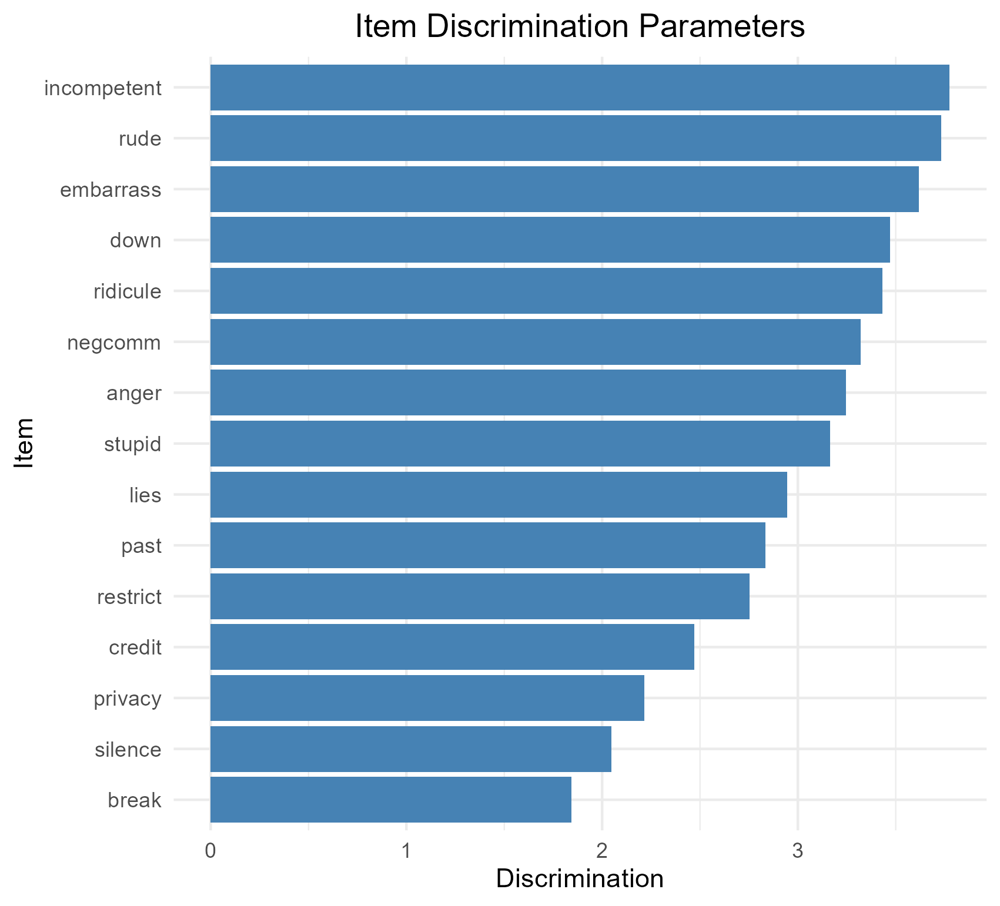 Item Discrimination Parameters
incompetent
rude
embarrass
down
ridicule
negcomm
anger
stupid
lies
past
restrict
credit
privacy
silence
break
Item
0 1 2 3
Discrimination